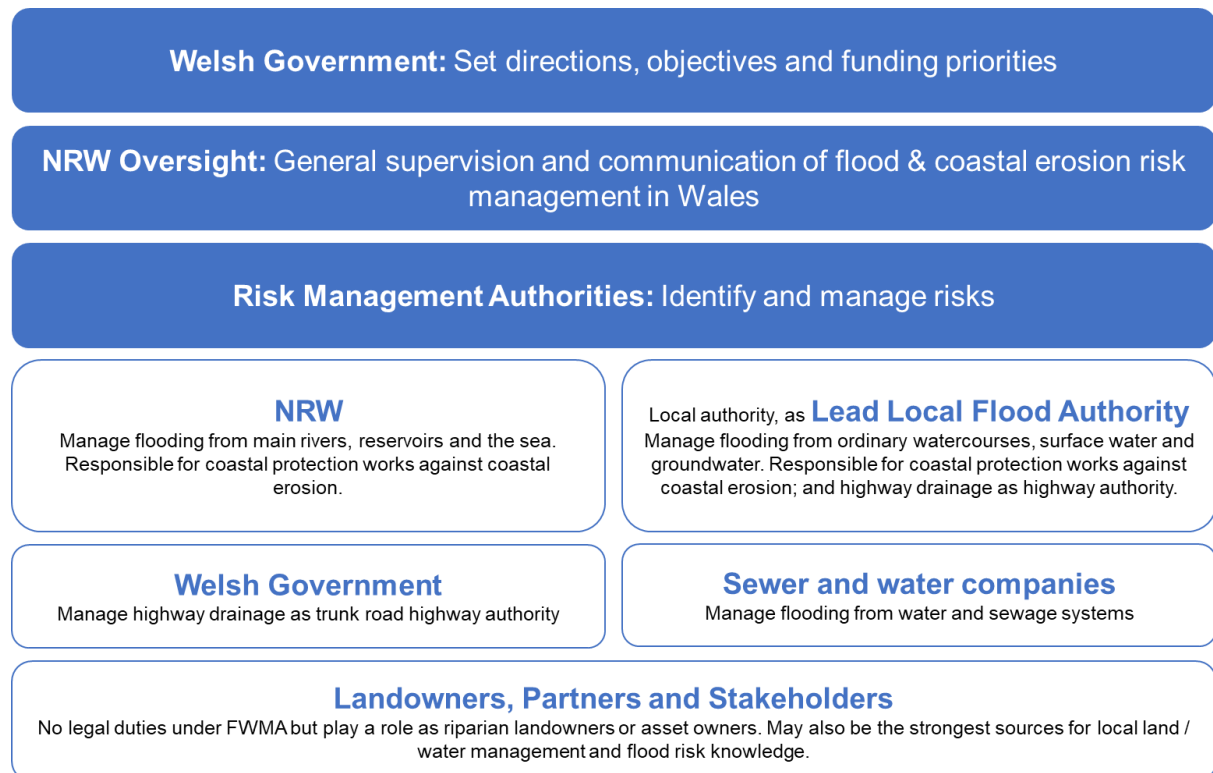 Welsh Government: Set directions, objectives and funding priorities
NRW Oversight: General supervision and communication of flood & coastal erosion risk
management in Wales
Risk Management Authorities: Identify and manage risks
NRW
Manage flooding from main rivers, reservoirs and the sea.
Responsible for coastal protection works against coastal
erosion.
Local authority, as Lead Local Flood Authority
Manage flooding from ordinary watercourses, surface water and
groundwater. Responsible for coastal protection works against
coastal erosion; and highway drainage as highway authority.
Welsh Government
Manage highway drainage as trunk road highway authority
Sewer and water companies
Manage flooding from water and sewage systems
Landowners, Partners and Stakeholders
No legal duties under FWMA but play a role as riparian landowners or asset owners. May also be the strongest sources for local land /
water management and flood risk knowledge.